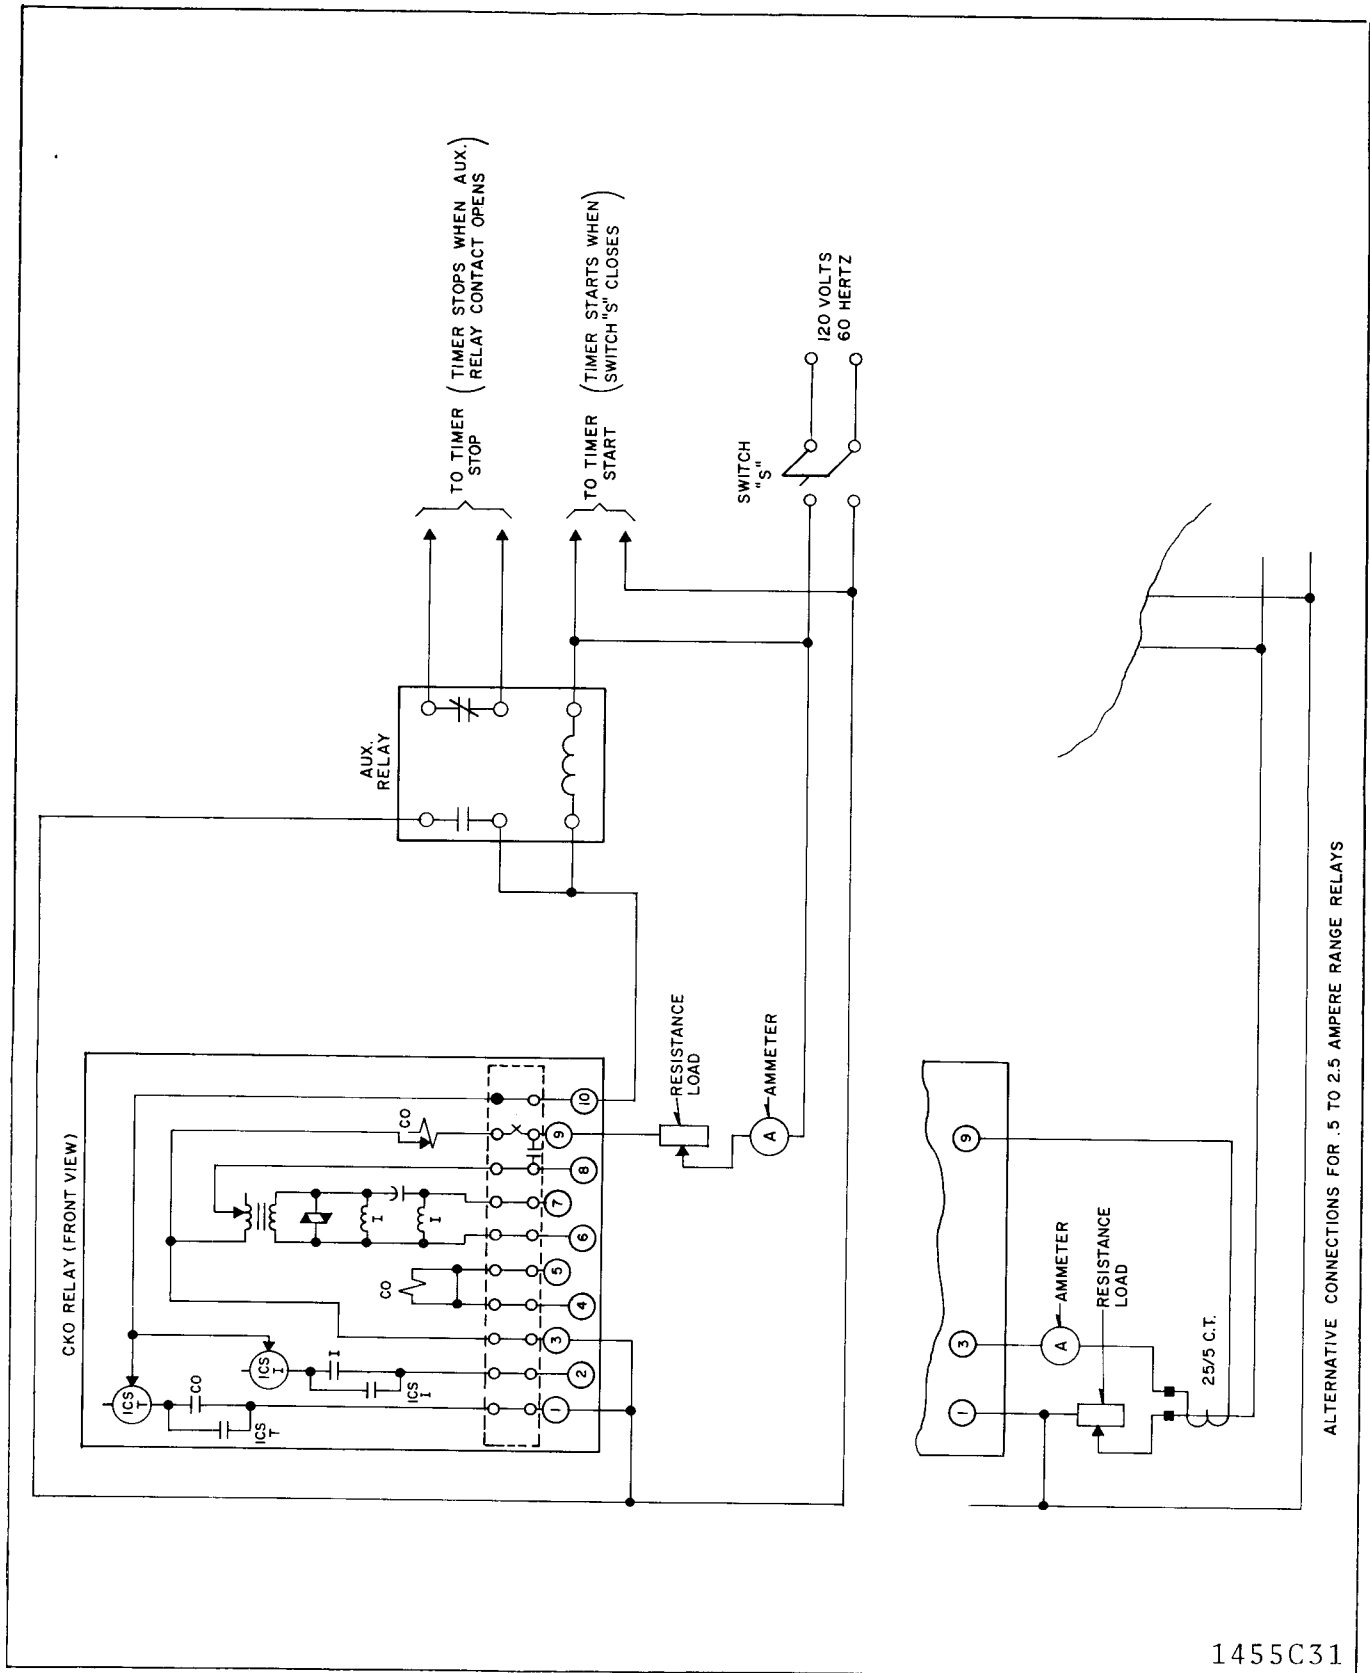 CKO RELAY (FRONT VIEW)
ICS
T
CO
ICS
T
ICS
I
I
ICS
I
CO
I
I
CO
1
2
3
4
5
6
7
8
9
10
AUX.
RELAY
TO TIMER
STOP
(TIMER STOPS WHEN AUX.
RELAY CONTACT OPENS)
TO TIMER
START
(TIMER STARTS WHEN
SWITCH "S" CLOSES)
RESISTANCE
LOAD
A
AMMETER
SWITCH
"S"
120 VOLTS
60 HERTZ
1
3
9
A
AMMETER
RESISTANCE
LOAD
25/5 C.T.
ALTERNATIVE CONNECTIONS FOR .5 TO 2.5 AMPERE RANGE RELAYS
1455C31